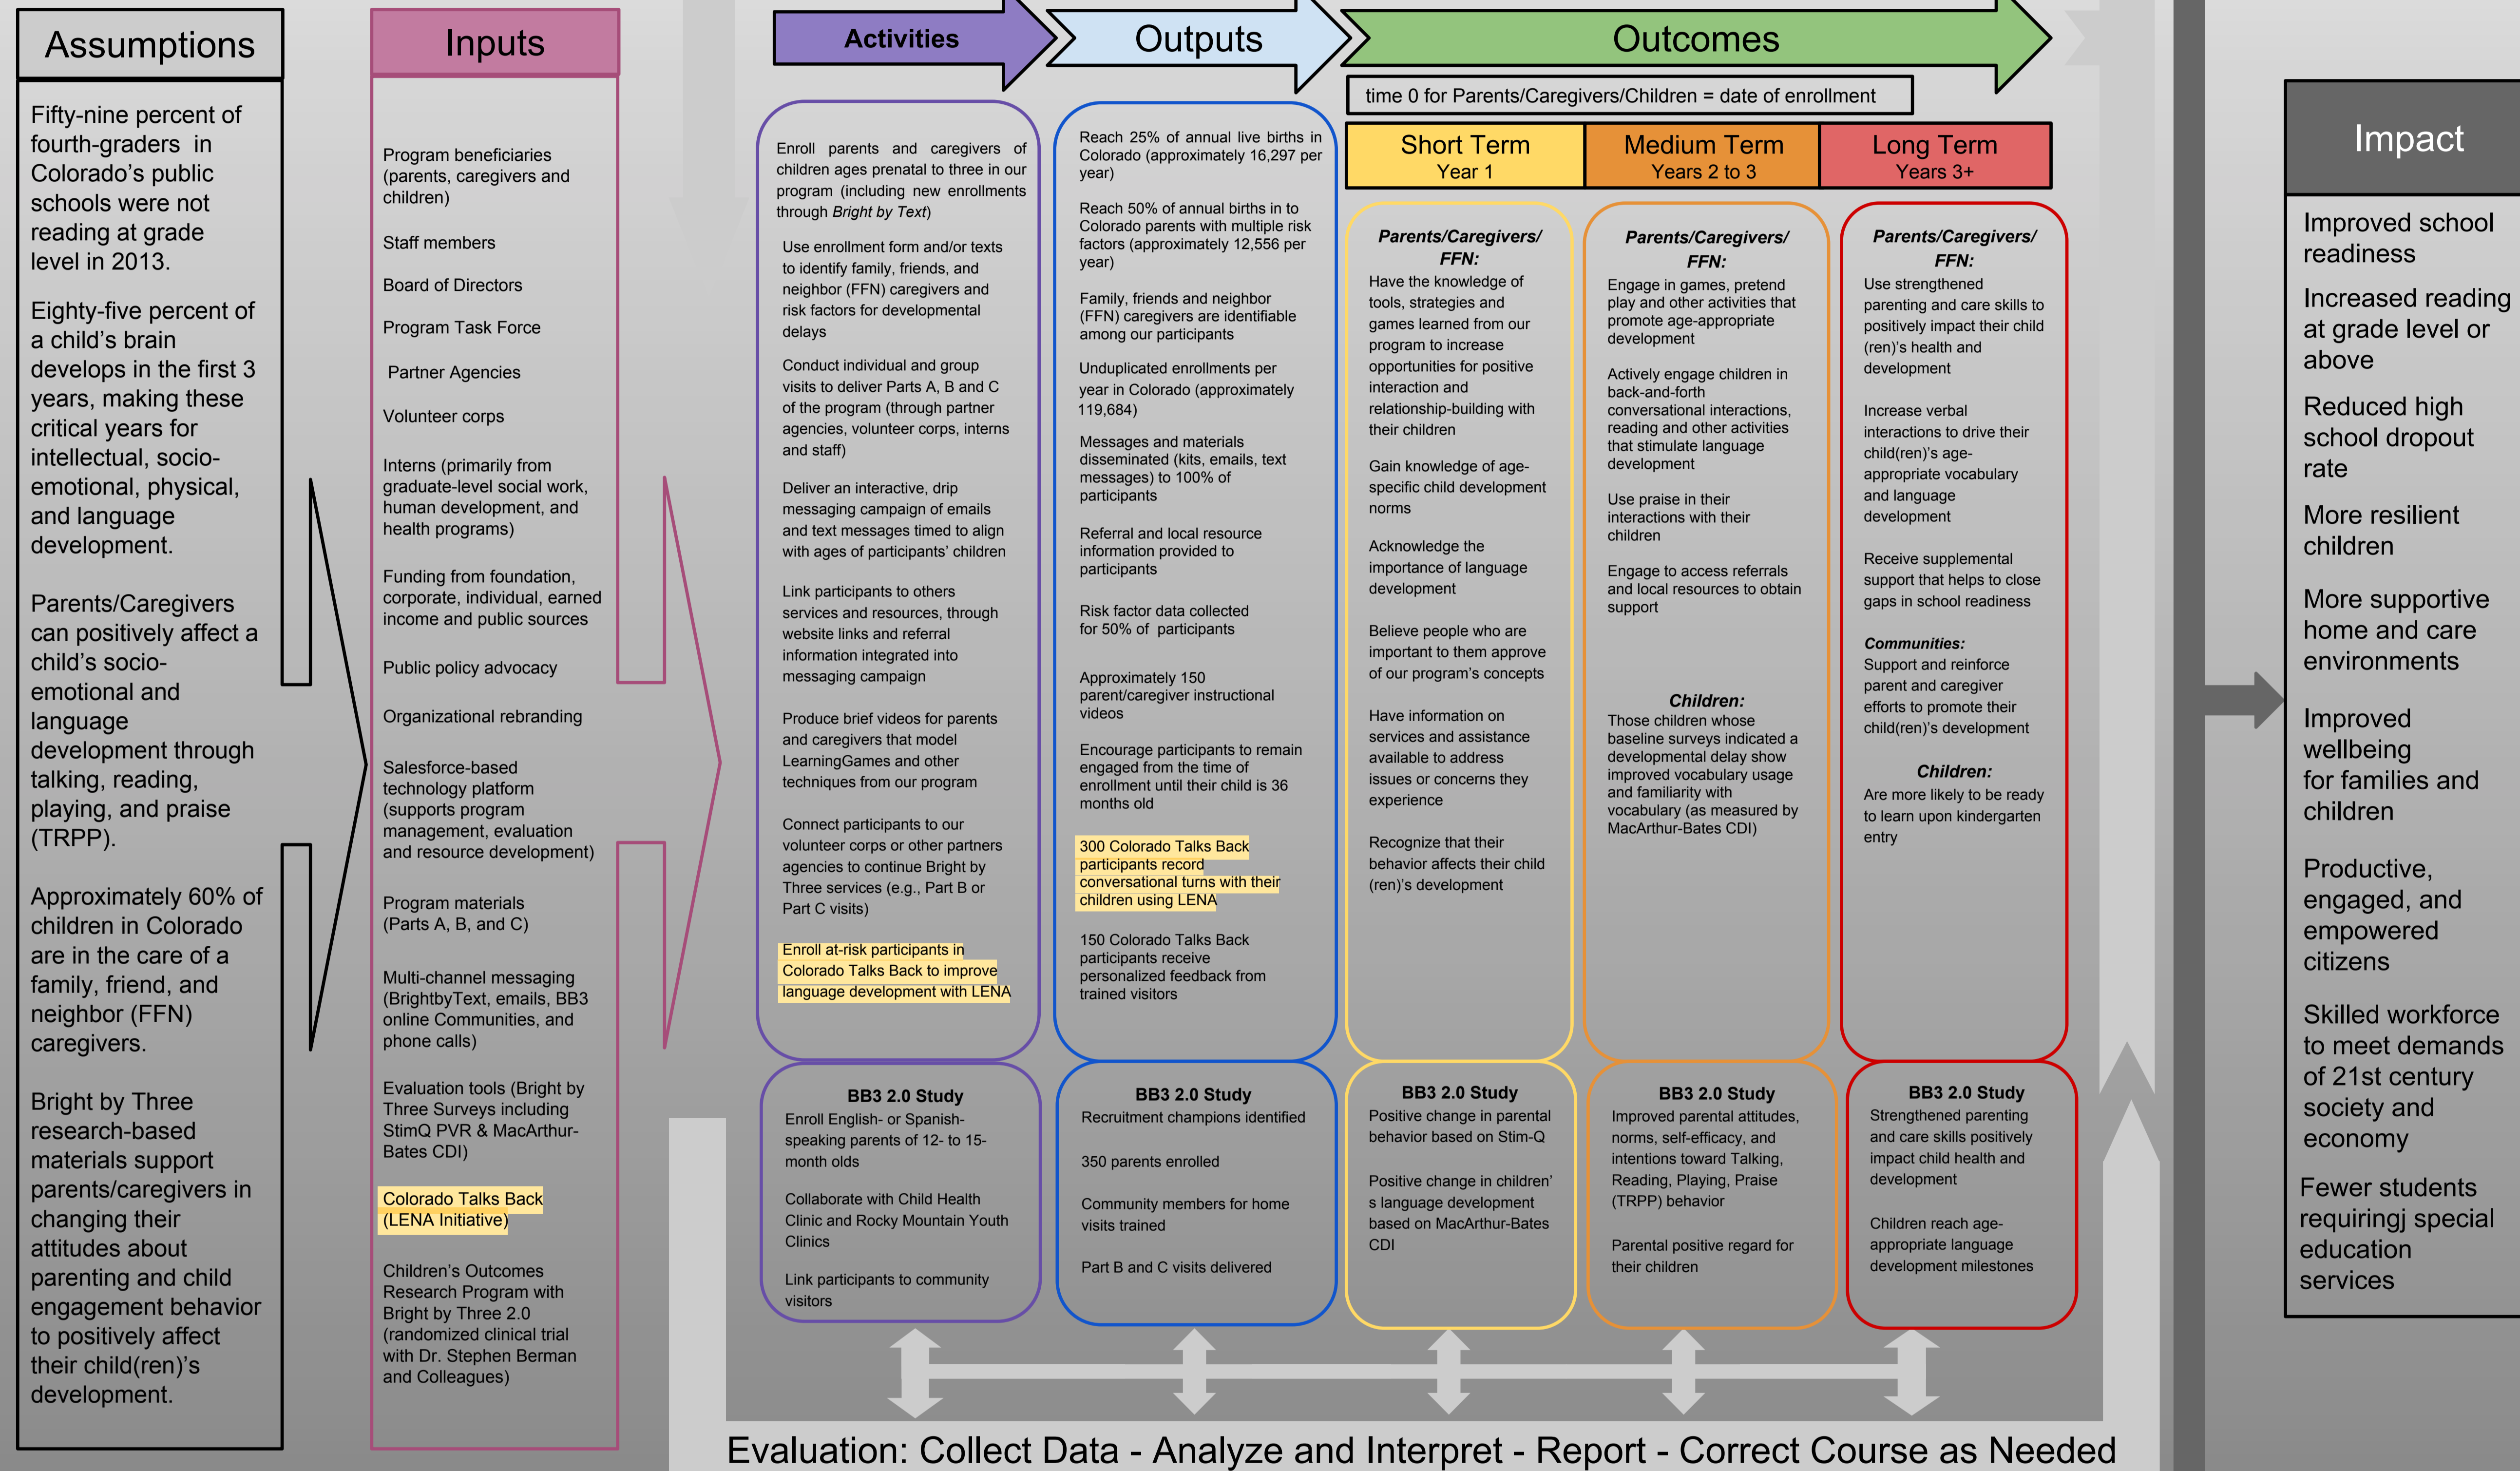 Assumptions
Fifty-nine percent of
fourth-graders in
Colorado's public
schools were not
reading at grade
level in 2013.
Eighty-five percent of
a child's brain
develops in the first 3
years, making these
critical years for
intellectual, socio-
emotional, physical,
and language
development.
Parents/Caregivers
can positively affect a
child's socio-
emotional and
language
development through
talking, reading,
playing, and praise
(TRPP).
Approximately 60% of
children in Colorado
are in the care of a
family, friend, and
neighbor (FFN)
caregivers.
Bright by Three
research-based
materials support
parents/caregivers in
changing their
attitudes about
parenting and child
engagement behavior
to positively affect
their child(ren)'s
development.
Inputs
Program beneficiaries
(parents, caregivers and
children)
Staff members
Board of Directors
Program Task Force
Partner Agencies
Volunteer corps
Interns (primarily from
graduate-level social work,
human development, and
health programs)
Funding from foundation,
corporate, individual, earned
income and public sources
Public policy advocacy
Organizational rebranding
Salesforce-based
technology platform
(supports program
management, evaluation
and resource development)
Program materials
(Parts A, B, and C)
Multi-channel messaging
(BrightbyText, emails, BB3
online Communities, and
phone calls)
Evaluation tools (Bright by
Three Surveys including
StimQ PVR & MacArthur-
Bates CDI)
Colorado Talks Back
(LENA Initiative)
Children's Outcomes
Research Program with
Bright by Three 2.0
(randomized clinical trial
with Dr. Stephen Berman
and Colleagues)
Activities
Enroll parents and caregivers of
children ages prenatal to three in our
program (including new enrollments
through Bright by Text)
Use enrollment form and/or texts
to identify family, friends, and
neighbor (FFN) caregivers and
risk factors for developmental
delays
Conduct individual and group
visits to deliver Parts A, B and C
of the program (through partner
agencies, volunteer corps, interns
and staff)
Deliver an interactive, drip
messaging campaign of emails
and text messages timed to align
with ages of participants' children
Link participants to others
services and resources, through
website links and referral
information integrated into
messaging campaign
Produce brief videos for parents
and caregivers that model
LearningGames and other
techniques from our program
Connect participants to our
volunteer corps or other partners
agencies to continue Bright by
Three services (e.g., Part B or
Part C visits)
Enroll at-risk participants in
Colorado Talks Back to improve
language development with LENA
BB3 2.0 Study
Enroll English- or Spanish-
speaking parents of 12- to 15-
month olds
Collaborate with Child Health
Clinic and Rocky Mountain Youth
Clinics
Link participants to community
visitors
Outputs
Reach 25% of annual live births in
Colorado (approximately 16,297 per
year)
Reach 50% of annual births in to
Colorado parents with multiple risk
factors (approximately 12,556 per
year)
Family, friends and neighbor
(FFN) caregivers are identifiable
among our participants
Unduplicated enrollments per
year in Colorado (approximately
119,684)
Messages and materials
disseminated (kits, emails, text
messages) to 100% of
participants
Referral and local resource
information provided to
participants
Risk factor data collected
for 50% of participants
Approximately 150
parent/caregiver instructional
videos
Encourage participants to remain
engaged from the time of
enrollment until their child is 36
months old
300 Colorado Talks Back
participants record
conversational turns with their
children using LENA
150 Colorado Talks Back
participants receive
personalized feedback from
trained visitors
BB3 2.0 Study
Recruitment champions identified
350 parents enrolled
Community members for home
visits trained
Part B and C visits delivered
Outcomes
time 0 for Parents/Caregivers/Children = date of enrollment
Short Term
Year 1
Parents/Caregivers/
FFN:
Have the knowledge of
tools, strategies and
games learned from our
program to increase
opportunities for positive
interaction and
relationship-building with
their children
Gain knowledge of age-
specific child development
norms
Acknowledge the
importance of language
development
Believe people who are
important to them approve
of our program's concepts
Have information on
services and assistance
available to address
issues or concerns they
experience
Recognize that their
behavior affects their child
(ren)'s development
BB3 2.0 Study
Positive change in parental
behavior based on Stim-Q
Positive change in children'
s language development
based on MacArthur-Bates
CDI
Medium Term
Years 2 to 3
Parents/Caregivers/
FFN:
Engage in games, pretend
play and other activities that
promote age-appropriate
development
Actively engage children in
back-and-forth
conversational interactions,
reading and other activities
that stimulate language
development
Use praise in their
interactions with their
children
Engage to access referrals
and local resources to obtain
support
Children:
Those children whose
baseline surveys indicated a
developmental delay show
improved vocabulary usage
and familiarity with
vocabulary (as measured by
MacArthur-Bates CDI)
BB3 2.0 Study
Improved parental attitudes,
norms, self-efficacy, and
intentions toward Talking,
Reading, Playing, Praise
(TRPP) behavior
Parental positive regard for
their children
Long Term
Years 3+
Parents/Caregivers/
FFN:
Use strengthened
parenting and care skills to
positively impact their child
(ren)'s health and
development
Increase verbal
interactions to drive their
child(ren)'s age-
appropriate vocabulary
and language
development
Receive supplemental
support that helps to close
gaps in school readiness
Communities:
Support and reinforce
parent and caregiver
efforts to promote their
child(ren)'s development
Children:
Are more likely to be ready
to learn upon kindergarten
entry
BB3 2.0 Study
Strengthened parenting
and care skills positively
impact child health and
development
Children reach age-
appropriate language
development milestones
Evaluation: Collect Data - Analyze and Interpret - Report - Correct Course as Needed
Impact
Improved school
readiness
Increased reading
at grade level or
above
Reduced high
school dropout
rate
More resilient
children
More supportive
home and care
environments
Improved
wellbeing
for families and
children
Productive,
engaged, and
empowered
citizens
Skilled workforce
to meet demands
of 21st century
society and
economy
Fewer students
requiringj special
education
services